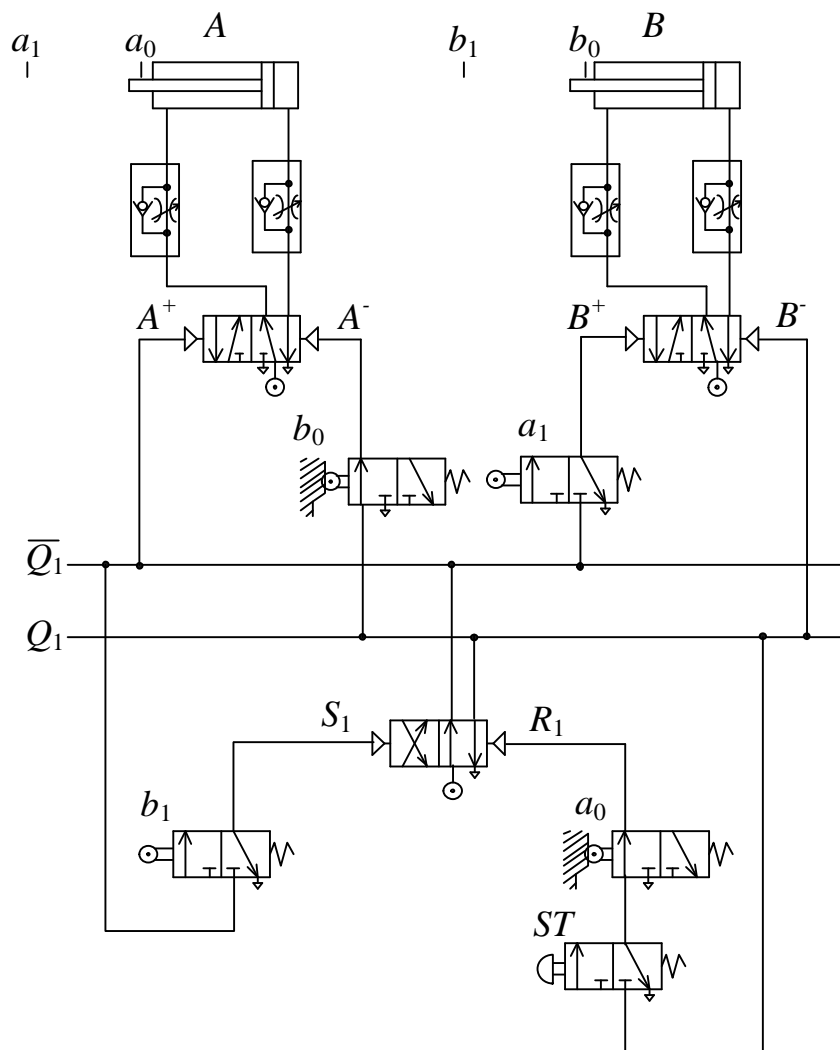 a₁ a₀ A b₁ b₀ B
A⁺ A⁻ B⁺ B⁻
b₀ a₁
Q̅₁
Q₁
S₁ R₁
b₁ a₀
ST